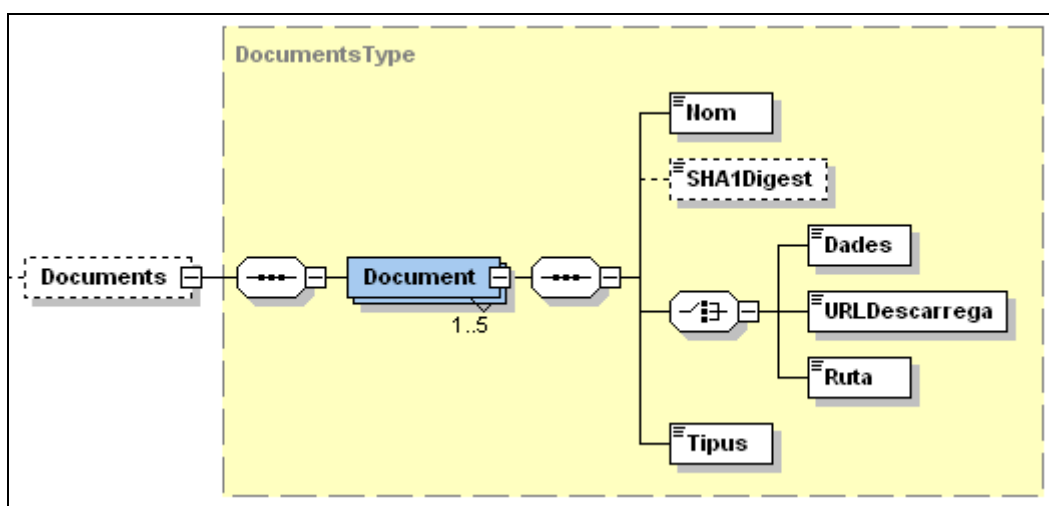 DocumentsType
Nom
SHA1Digest
Dades
Documents
Document
1..5
URLDescarrega
Ruta
Tipus